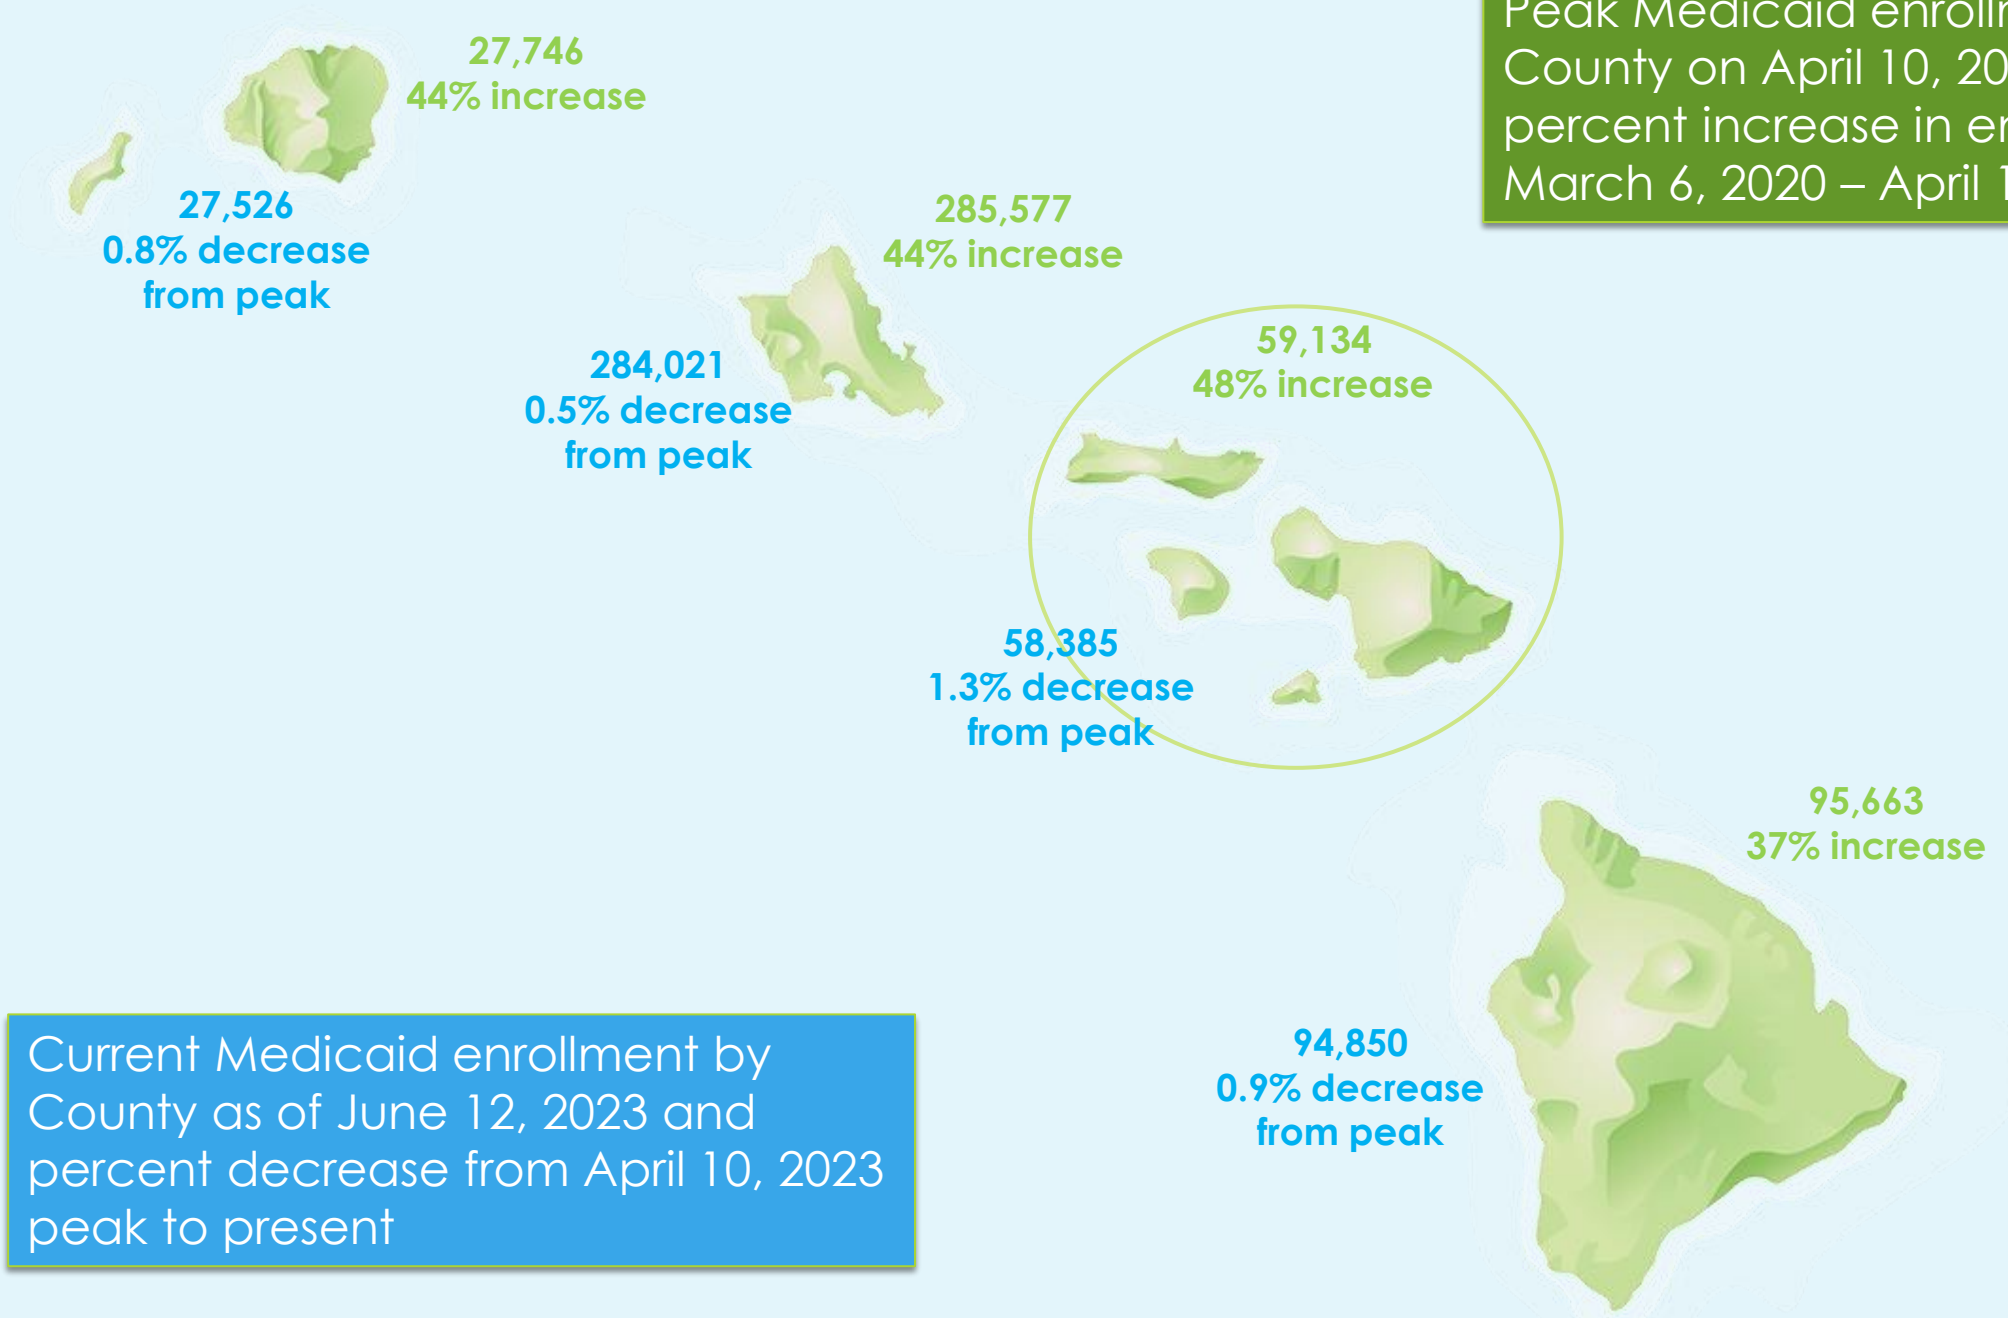 Peak Medicaid
County on April 10,
percent increase in
March 6, 2020 – April
27,746
44% increase
27,526
0.8% decrease
from peak
285,577
44% increase
284,021
0.5% decrease
from peak
59,134
48% increase
58,385
1.3% decrease
from peak
95,663
37% increase
94,850
0.9% decrease
from peak
Current Medicaid enrollment by
County as of June 12, 2023 and
percent decrease from April 10, 2023
peak to present